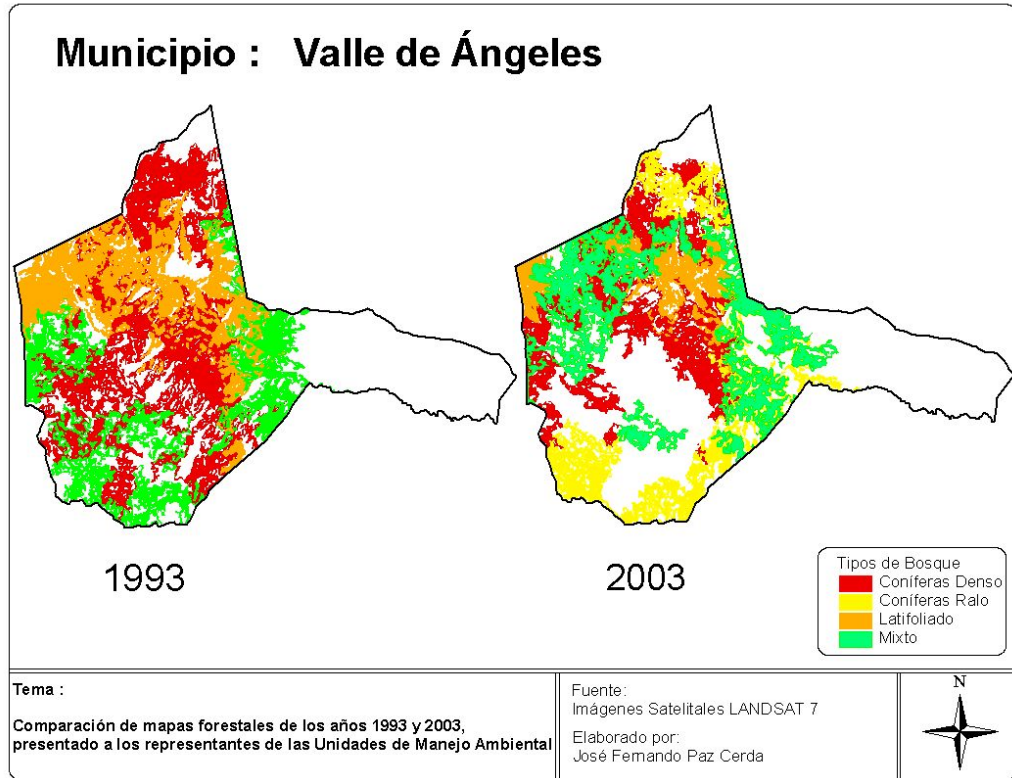 Municipio : Valle de Ángeles
1993
2003
Tipos de Bosque
Coníferas Denso
Coníferas Ralo
Latifoliado
Mixto
Tema :
Comparación de mapas forestales de los años 1993 y 2003,
presentado a los representantes de las Unidades de Manejo Ambiental
Fuente:
Imágenes Satelitales LANDSAT 7
Elaborado por:
José Fernando Paz Cerda
N